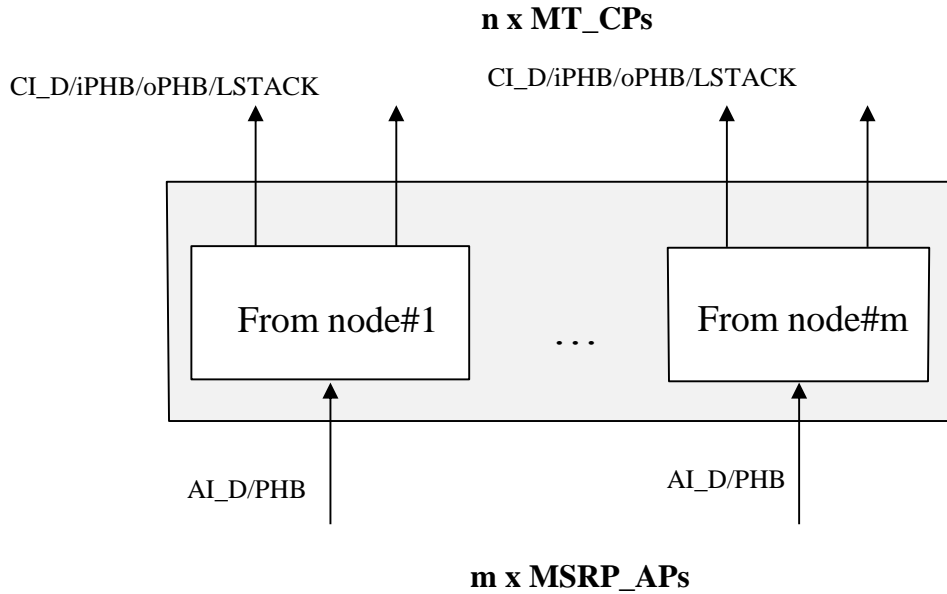 n x MT_CPs
CI_D/iPHB/oPHB/LSTACK
CI_D/iPHB/oPHB/LSTACK
From node#1
...
From node#m
AI_D/PHB
AI_D/PHB
m x MSRP_APs